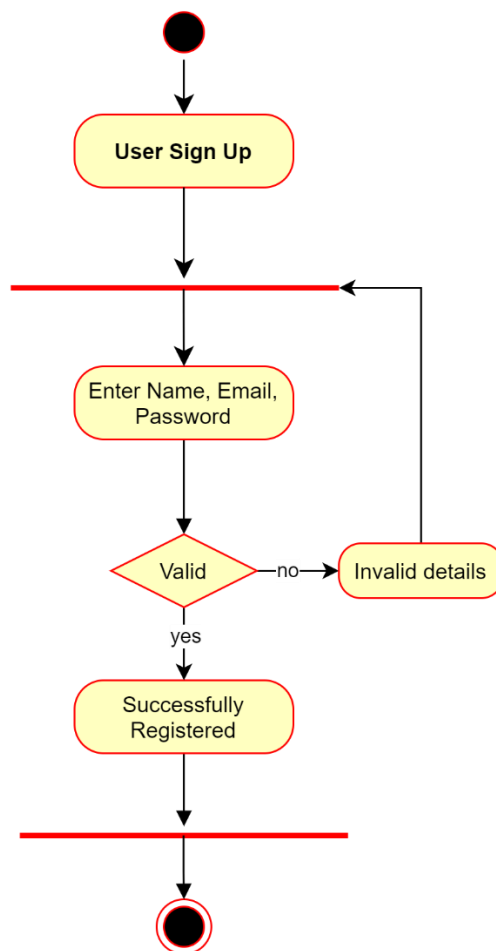 User Sign Up
Enter Name, Email,
Password
Valid
no
Invalid details
yes
Successfully
Registered